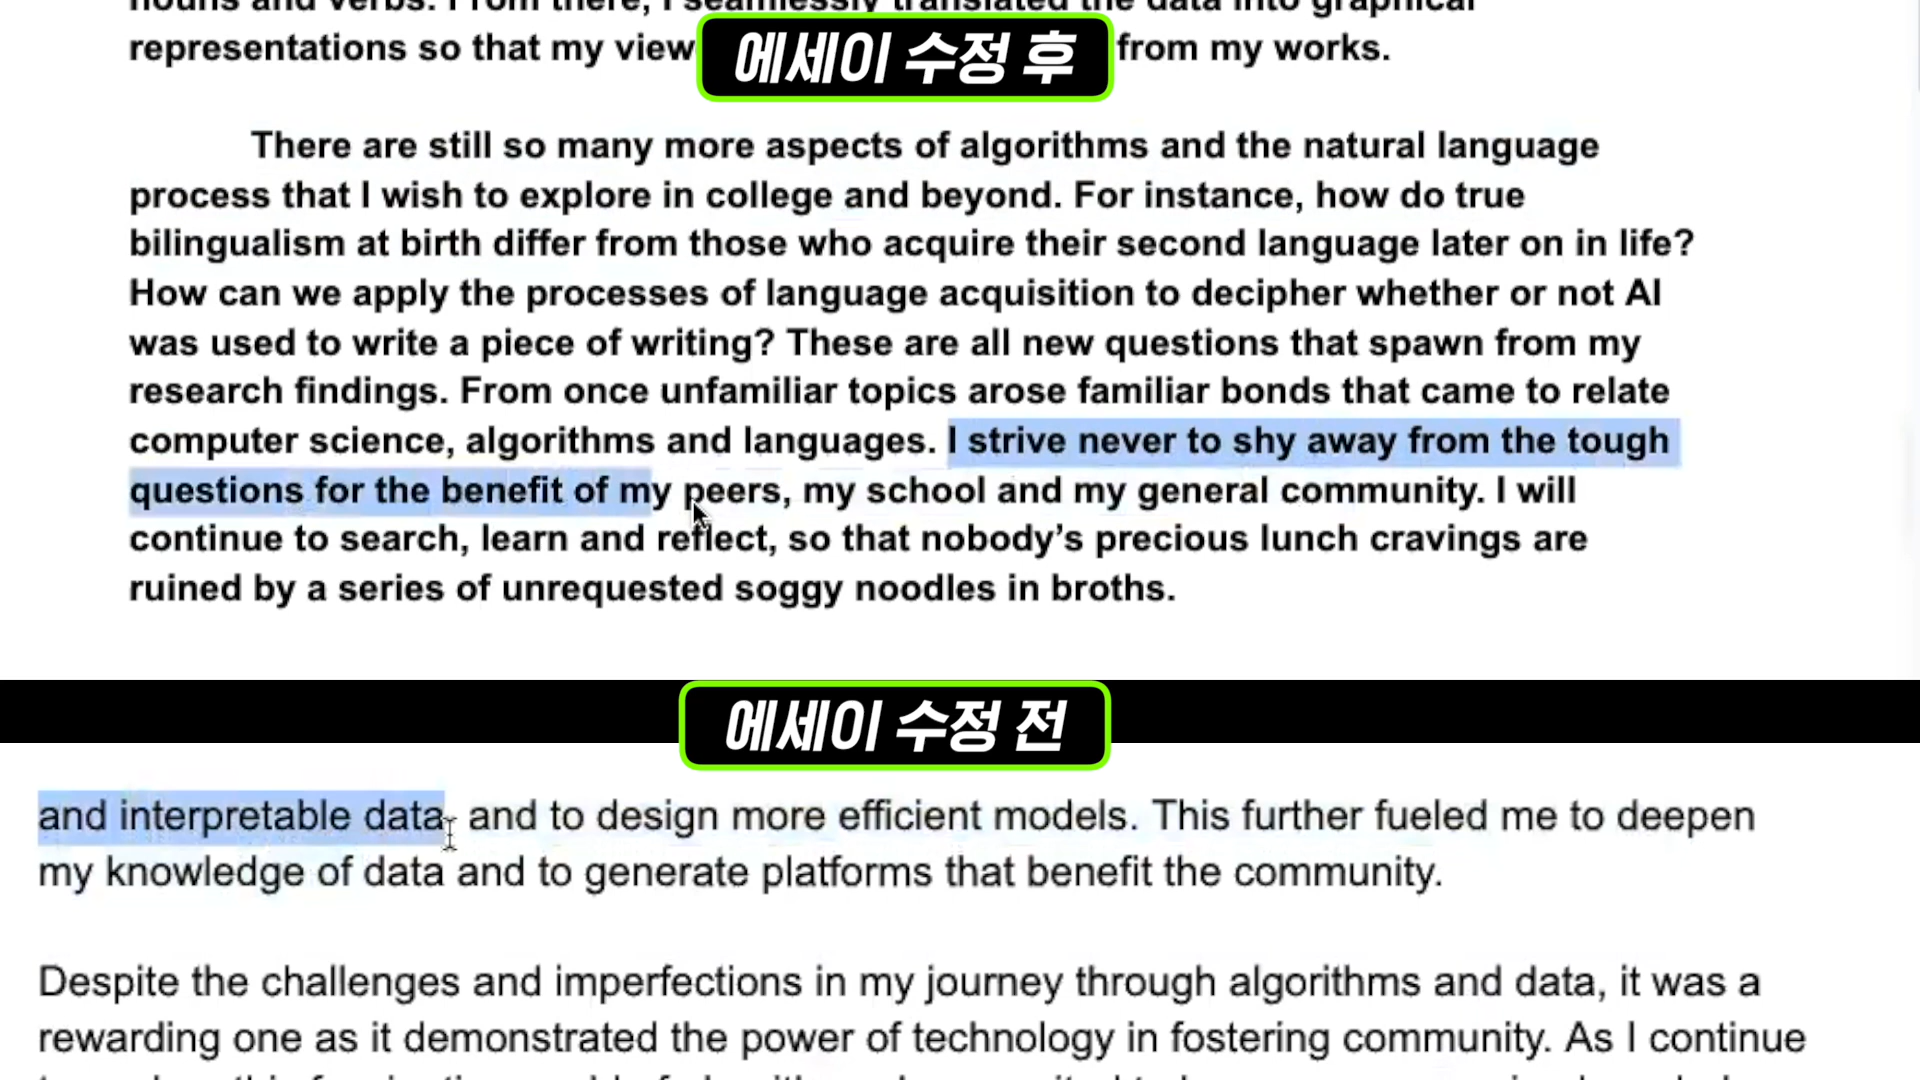 nouns and verbs. From there, I seamlessly translated the data into graphical
representations so that my view
에세이 수정 후
from my works.
There are still so many more aspects of algorithms and the natural language
process that I wish to explore in college and beyond. For instance, how do true
bilingualism at birth differ from those who acquire their second language later on in life?
How can we apply the processes of language acquisition to decipher whether or not AI
was used to write a piece of writing? These are all new questions that spawn from my
research findings. From once unfamiliar topics arose familiar bonds that came to relate
computer science, algorithms and languages. I strive never to shy away from the tough
questions for the benefit of my peers, my school and my general community. I will
continue to search, learn and reflect, so that nobody’s precious lunch cravings are
ruined by a series of unrequested soggy noodles in broths.
에세이 수정 전
and interpretable data, and to design more efficient models. This further fueled me to deepen
my knowledge of data and to generate platforms that benefit the community.
Despite the challenges and imperfections in my journey through algorithms and data, it was a
rewarding one as it demonstrated the power of technology in fostering community. As I continue